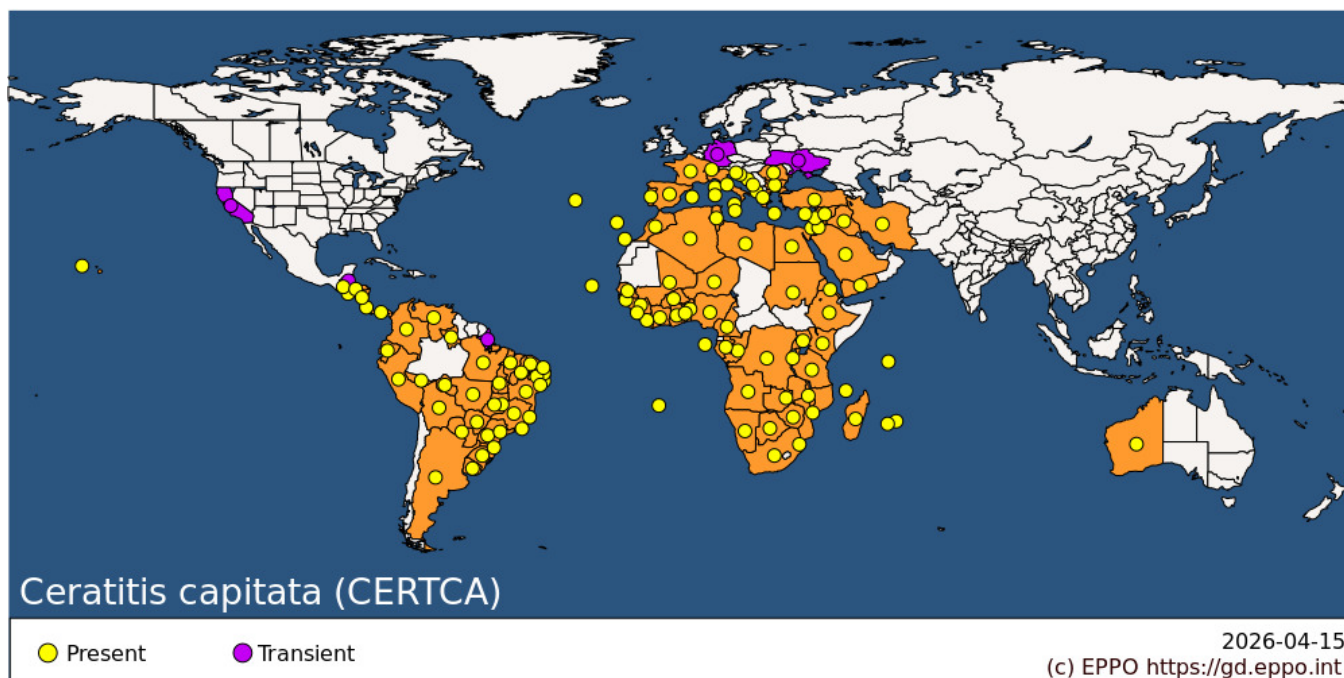 Ceratitis capitata (CERTCA)
Present
Transient
2026-04-15
(c) EPPO https://gd.eppo.int